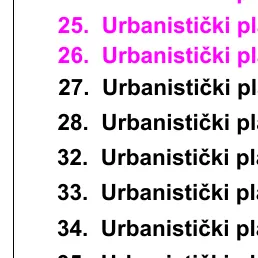 25. Urbanistički pl
26. Urbanistički pl
27. Urbanistički pl
28. Urbanistički pl
32. Urbanistički pl
33. Urbanistički pl
34. Urbanistički pl